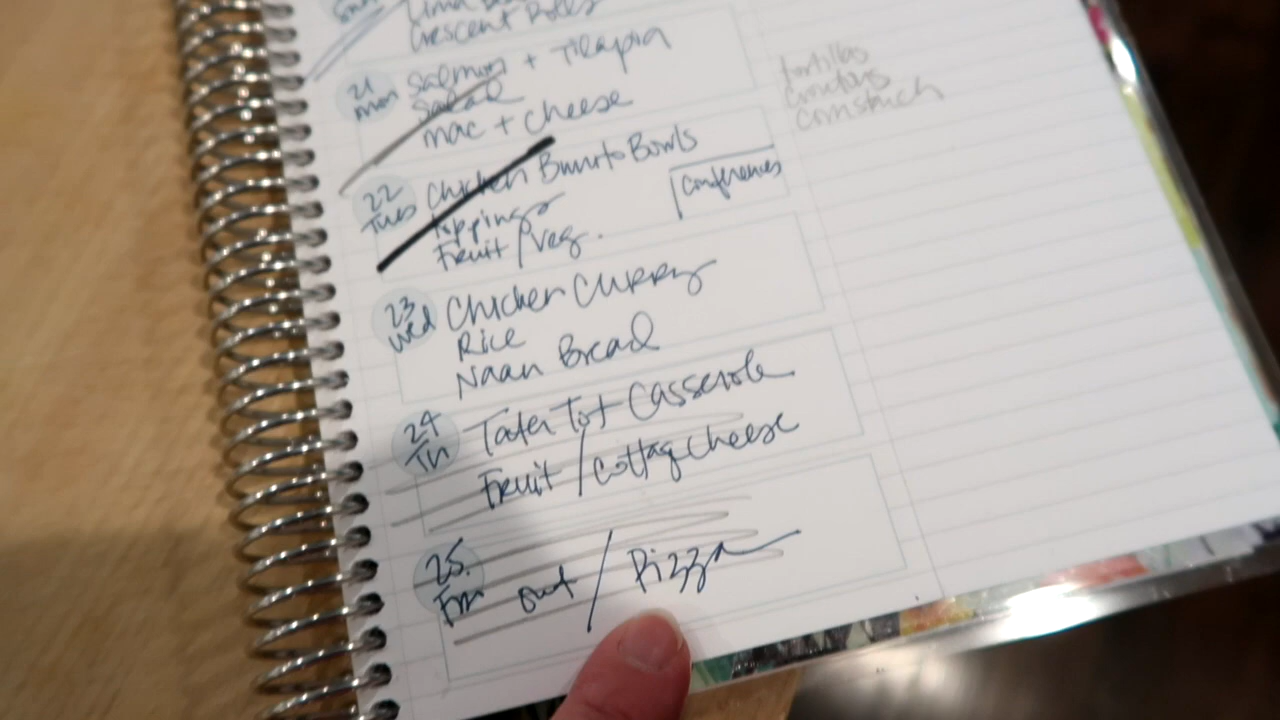 Crescent Rolls
21 Mon Salmon + Tilapia
Salad
mac + cheese
22 Tues Chicken Burrito Bowls
toppings
Fruit/veg.
Conferences
23 Wed Chicken Curry
Rice
Naan Bread
24 Th Tater Tot Casserole
Fruit / Cottag Cheese
25. Fri out / Pizza
tortillas
cornstarch